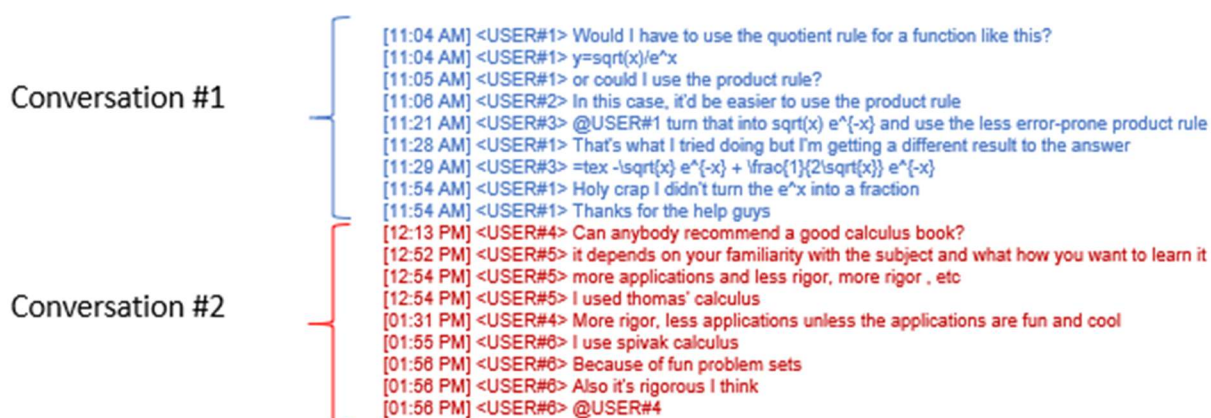 Conversation #1
[11:04 AM] <USER#1> Would I have to use the quotient rule for a function like this?
[11:04 AM] <USER#1> y=sqrt(x)/e^x
[11:05 AM] <USER#1> or could I use the product rule?
[11:06 AM] <USER#2> In this case, it'd be easier to use the product rule
[11:21 AM] <USER#3> @USER#1 turn that into sqrt(x) e^{-x} and use the less error-prone product rule
[11:28 AM] <USER#1> That's what I tried doing but I'm getting a different result to the answer
[11:29 AM] <USER#3> =tex -\sqrt{x} e^{-x} + \frac{1}{2\sqrt{x}} e^{-x}
[11:54 AM] <USER#1> Holy crap I didn't turn the e^x into a fraction
[11:54 AM] <USER#1> Thanks for the help guys
Conversation #2
[12:13 PM] <USER#4> Can anybody recommend a good calculus book?
[12:52 PM] <USER#5> it depends on your familiarity with the subject and what how you want to learn it
[12:54 PM] <USER#5> more applications and less rigor, more rigor , etc
[12:54 PM] <USER#5> I used thomas' calculus
[01:31 PM] <USER#4> More rigor, less applications unless the applications are fun and cool
[01:55 PM] <USER#6> I use spivak calculus
[01:56 PM] <USER#6> Because of fun problem sets
[01:56 PM] <USER#6> Also it's rigorous I think
[01:56 PM] <USER#6> @USER#4